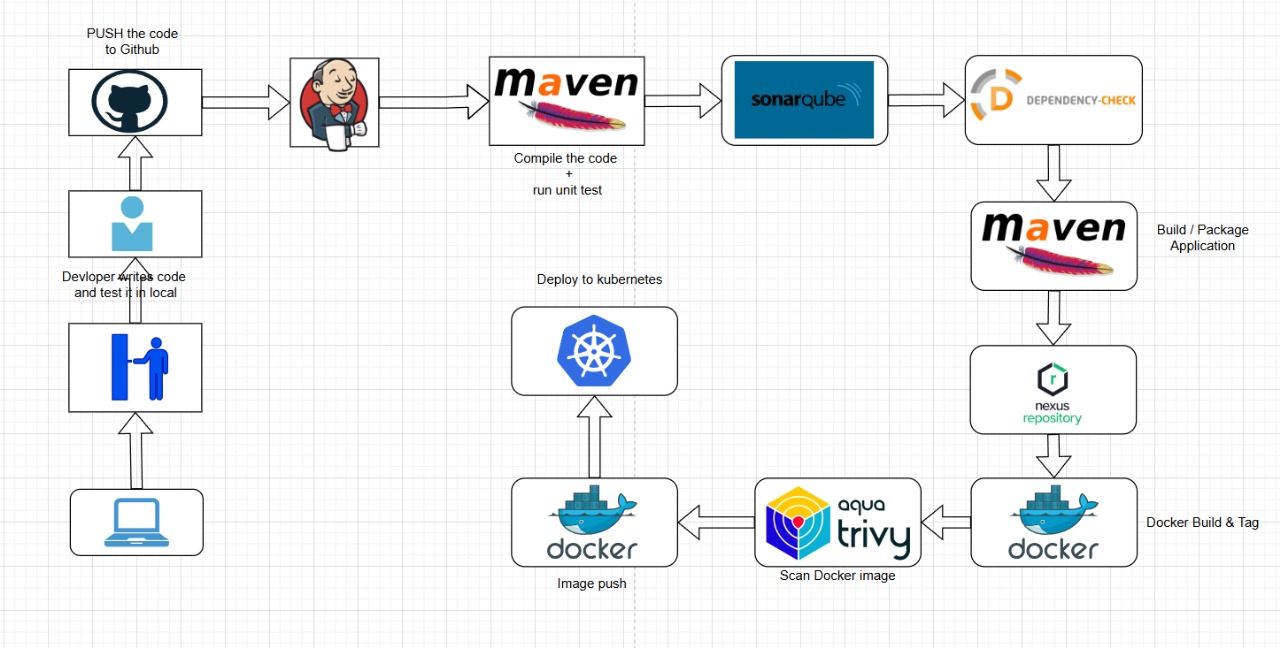 PUSH the code
to Github
maven
Compile the code
+
run unit test
sonarqube
D
DEPENDENCY-CHECK
maven
Build / Package
Application
Devloper writes code
and test it in local
Deploy to kubernetes
r
nexus
repository
docker
Docker Build & Tag
aqua
trivy
Scan Docker image
docker
Image push